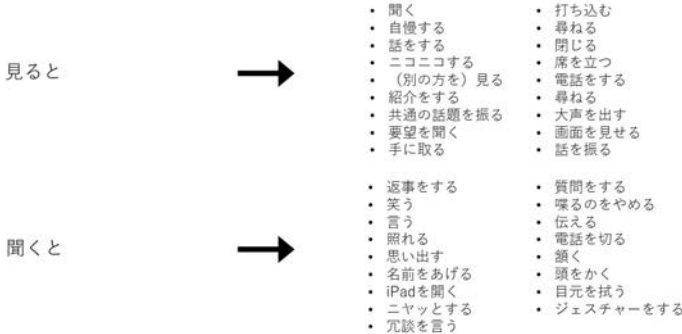 見ると
• 聞く
• 自慢する
• 話をする
• ニコニコする
• （別の方を）見る
• 紹介をする
• 共通の話題を振る
• 要望を聞く
• 手に取る
• 打ち込む
• 尋ねる
• 閉じる
• 席を立つ
• 電話をする
• 尋ねる
• 大声を出す
• 画面を見せる
• 話を振る
聞くと
• 返事をする
• 笑う
• 言う
• 照れる
• 思い出す
• 名前をあげる
• iPadを開く
• ニヤッとする
• 冗談を言う
• 質問をする
• 喋るのをやめる
• 伝える
• 電話を切る
• 頷く
• 頭をかく
• 目元を拭う
• ジェスチャーをする